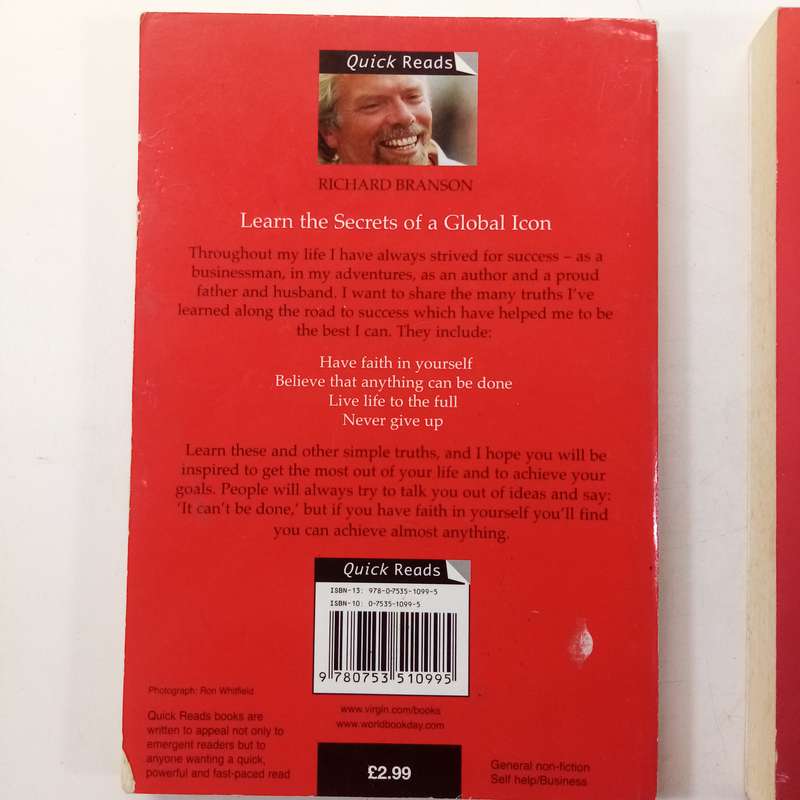 Quick Reads
RICHARD BRANSON
Learn the Secrets of a Global Icon
Throughout my life I have always strived for success – as a
businessman, in my adventures, as an author and a proud
father and husband. I want to share the many truths I've
learned along the road to success which have helped me to be
the best I can. They include:
Have faith in yourself
Believe that anything can be done
Live life to the full
Never give up
Learn these and other simple truths, and I hope you will be
inspired to get the most out of your life and to achieve your
goals. People will always try to talk you out of ideas and say:
'It can't be done,' but if you have faith in yourself you'll find
you can achieve almost anything.
Quick Reads
ISBN-13: 978-0-7535-1099-5
ISBN-10: 0-7535-1099-5
9 780753 510995
Photograph: Ron Whitfield
Quick Reads books are
written to appeal not only to
emergent readers but to
anyone wanting a quick,
powerful and fast-paced read
www.virgin.com/books
www.worldbookday.com
£2.99
General non-fiction
Self help/Business